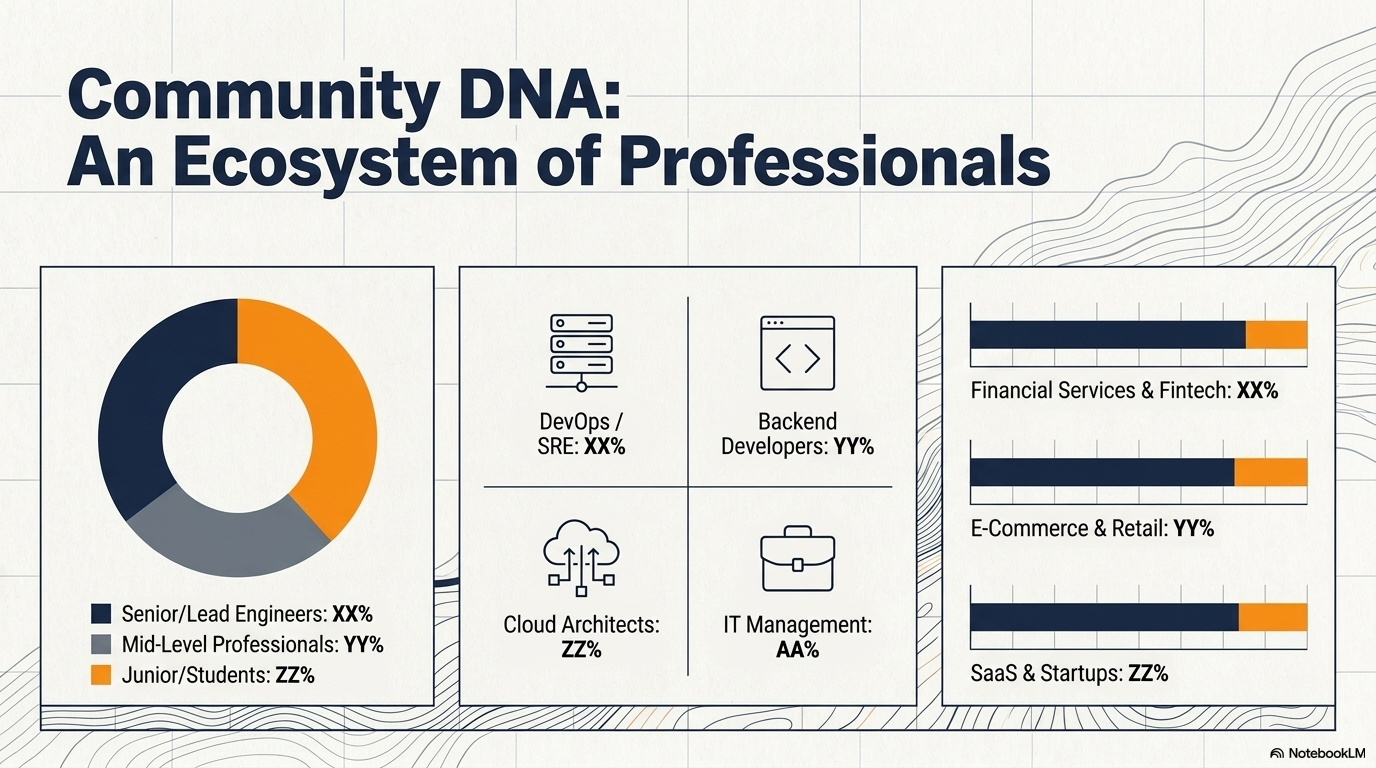 Community DNA:
An Ecosystem of Professionals
Senior/Lead Engineers: XX%
Mid-Level Professionals: YY%
Junior/Students: ZZ%
DevOps /
SRE: XX%
Backend
Developers: YY%
Cloud Architects:
ZZ%
IT Management:
AA%
Financial Services & Fintech: XX%
E-Commerce & Retail: YY%
SaaS & Startups: ZZ%
NotebookLM